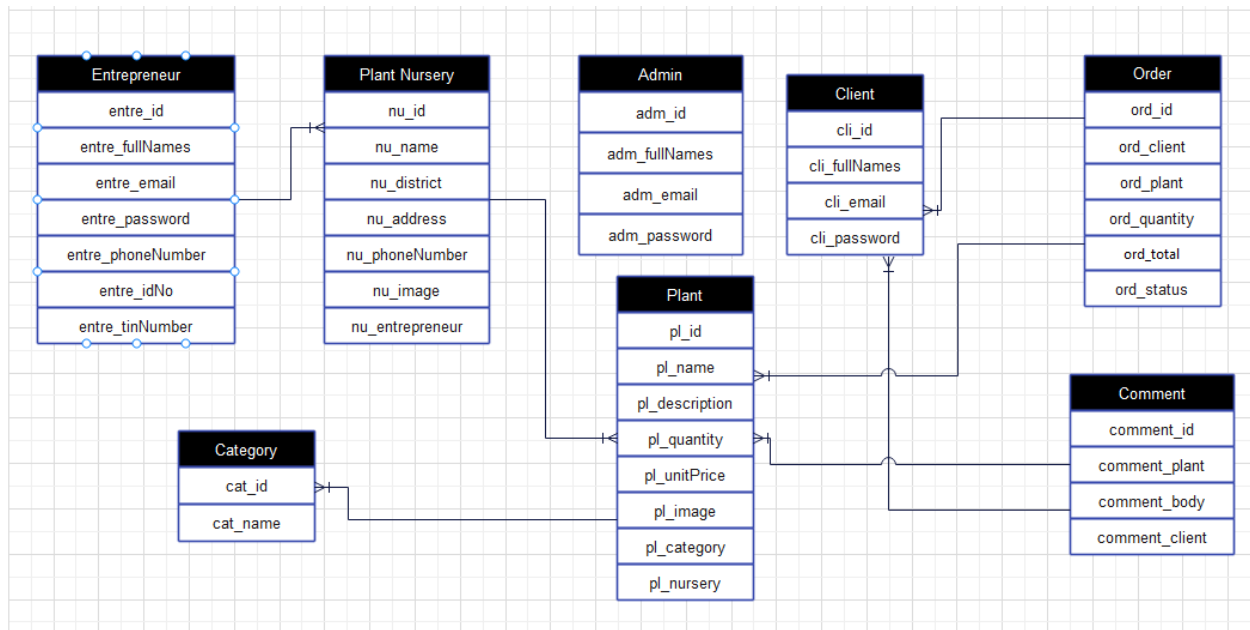 Entrepreneur
entre_id
entre_fullNames
entre_email
entre_password
entre_phoneNumber
entre_idNo
entre_tinNumber
Plant Nursery
nu_id
nu_name
nu_district
nu_address
nu_phoneNumber
nu_image
nu_entrepreneur
Admin
adm_id
adm_fullNames
adm_email
adm_password
Client
cli_id
cli_fullNames
cli_email
cli_password
Order
ord_id
ord_client
ord_plant
ord_quantity
ord_total
ord_status
Plant
pl_id
pl_name
pl_description
pl_quantity
pl_unitPrice
pl_image
pl_category
pl_nursery
Comment
comment_id
comment_plant
comment_body
comment_client
Category
cat_id
cat_name